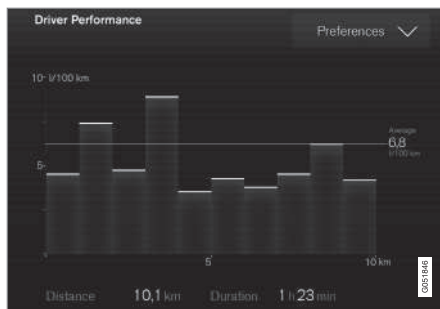 Driver Performance
Preferences
10- l/100 km
Average
6,8
l/100 km
5-
5
10 km
Distance 10,1 km Duration 1 h 23 min
G051846